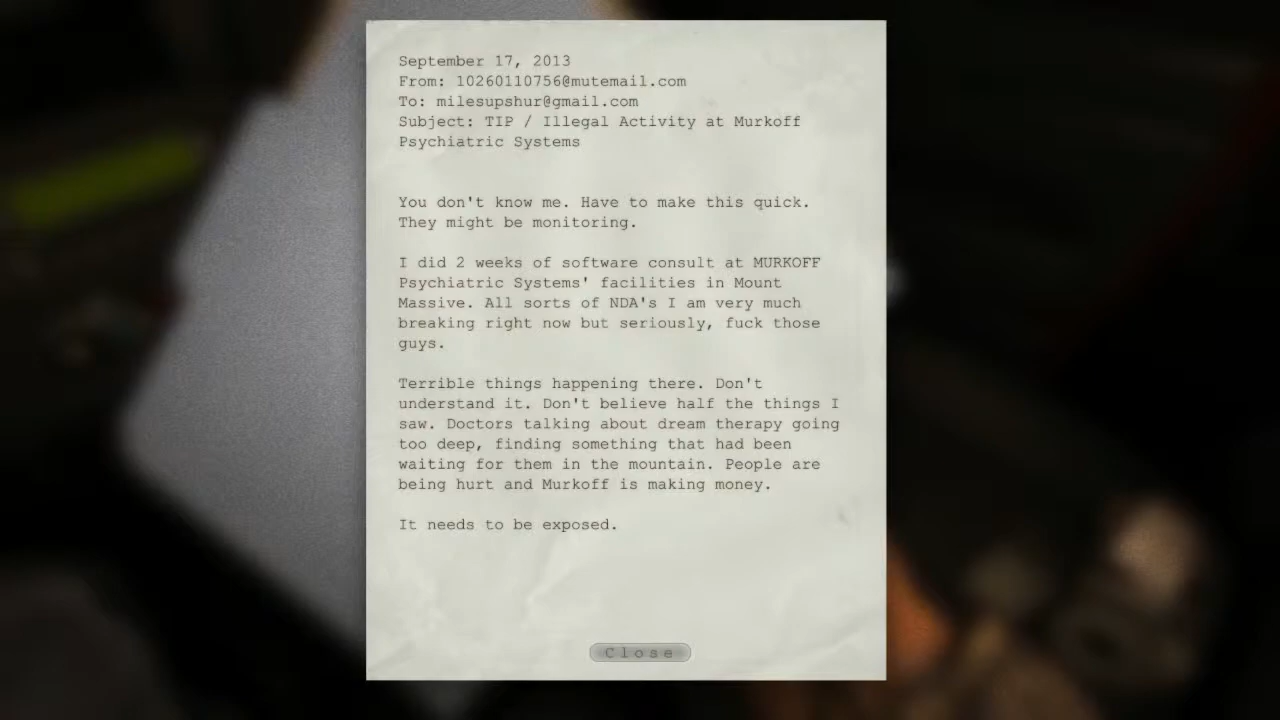 September 17, 2013
From: 10260110756@mutemail.com
To: milesupshur@gmail.com
Subject: TIP / Illegal Activity at Murkoff
Psychiatric Systems
You don't know me. Have to make this quick.
They might be monitoring.
I did 2 weeks of software consult at MURKOFF
Psychiatric Systems' facilities in Mount
Massive. All sorts of NDA's I am very much
breaking right now but seriously, fuck those
guys.
Terrible things happening there. Don't
understand it. Don't believe half the things I
saw. Doctors talking about dream therapy going
too deep, finding something that had been
waiting for them in the mountain. People are
being hurt and Murkoff is making money.
It needs to be exposed.
Close